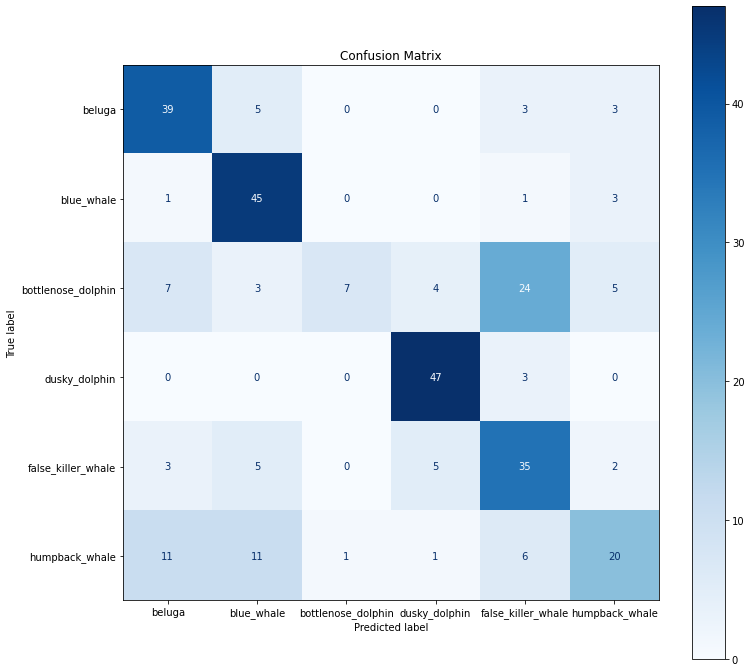 Confusion Matrix
beluga 39 5 0 0 3 3
blue_whale 1 45 0 0 1 3
bottlenose_dolphin 7 3 7 4 24 5
dusky_dolphin 0 0 0 47 3 0
false_killer_whale 3 5 0 5 35 2
humpback_whale 11 11 1 1 6 20
beluga blue_whale bottlenose_dolphin dusky_dolphin false_killer_whale humpback_whale
Predicted label
True label
40
30
20
10
0